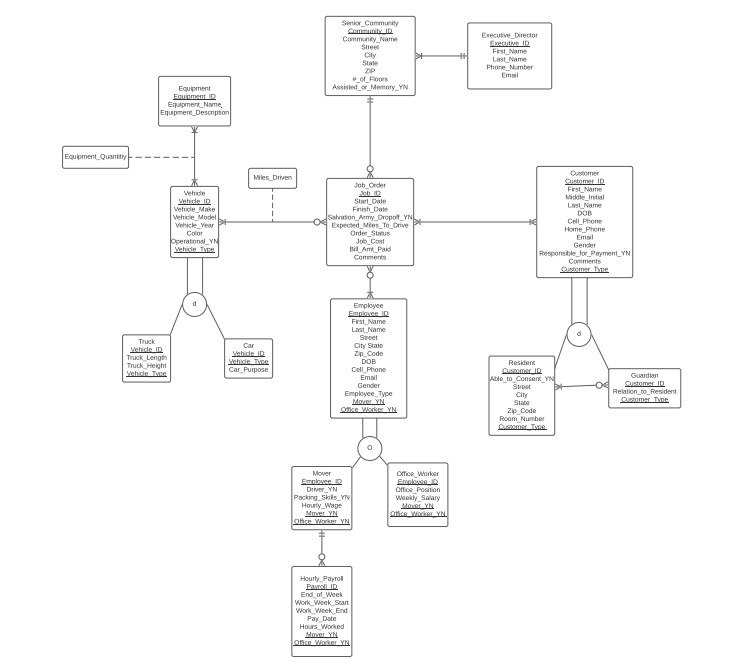 Senior_Community
Community_ID
Community_Name
Street
City
State
ZIP
#_of_Floors
Assisted_or_Memory_YN
Executive_Director
Executive_ID
First_Name
Last_Name
Phone_Number
Email
Equipment
Equipment_ID
Equipment_Name
Equipment_Description
Equipment_Quantity
Miles_Driven
Vehicle
Vehicle_ID
Vehicle_Make
Vehicle_Model
Vehicle_Year
Color
Operational_YN
Vehicle_Type
Job_Order
Job_ID
Start_Date
Finish_Date
Salvation_Army_Dropoff_YN
Expected_Miles_To_Drive
Order_Status
Job_Cost
Bill_Amt_Paid
Comments
Customer
Customer_ID
First_Name
Middle_Initial
Last_Name
DOB
Cell_Phone
Home_Phone
Email
Gender
Responsible_for_Payment_YN
Comments
Customer_Type
d
Truck
Vehicle_ID
Truck_Length
Truck_Height
Vehicle_Type
Car
Vehicle_ID
Vehicle_Type
Car_Purpose
Employee
Employee_ID
First_Name
Last_Name
Street
City State
Zip_Code
DOB
Cell_Phone
Email
Gender
Employee_Type
Mover_YN
Office_Worker_YN
d
Resident
Customer_ID
Able_to_Consent_YN
Street
City
State
Zip_Code
Room_Number
Customer_Type
Guardian
Customer_ID
Relation_to_Resident
Customer_Type
O
Mover
Employee_ID
Driver_YN
Packing_Skills_YN
Hourly_Wage
Mover_YN
Office_Worker_YN
Office_Worker
Employee_ID
Office_Position
Weekly_Salary
Mover_YN
Office_Worker_YN
Hourly_Payroll
Payroll_ID
End_of_Week
Work_Week_Start
Work_Week_End
Pay_Date
Hours_Worked
Mover_YN
Office_Worker_YN